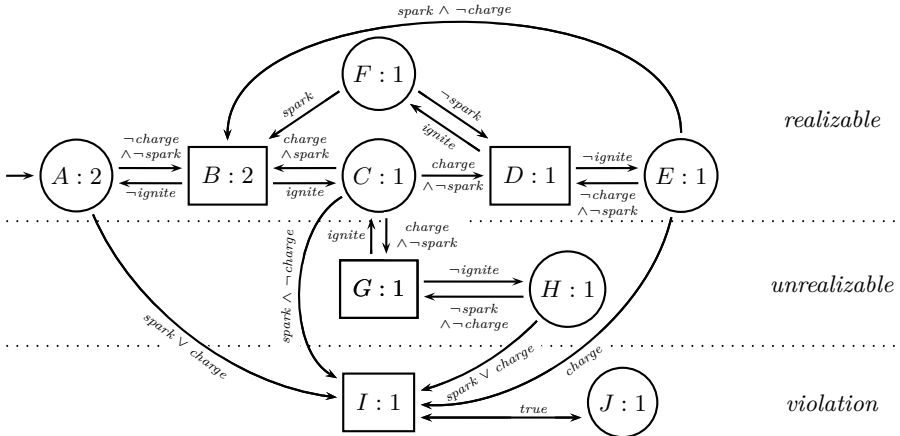 spark ∧ ¬charge
F : 1
spark
¬spark
ignite
realizable
A : 2
¬charge
∧¬spark
¬ignite
B : 2
charge
∧spark
ignite
C : 1
charge
∧¬spark
D : 1
¬ignite
¬charge
∧¬spark
E : 1
ignite
charge
∧¬spark
spark ∧ ¬charge
G : 1
¬ignite
¬spark
∧¬charge
H : 1
unrealizable
spark ∨ charge
spark ∨ charge
charge
I : 1
true
J : 1
violation